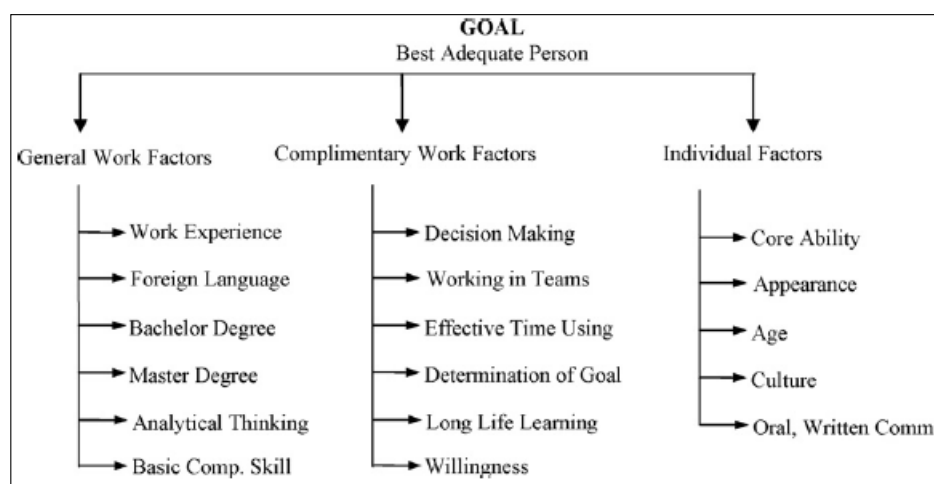 GOAL
Best Adequate Person
General Work Factors
Work Experience
Foreign Language
Bachelor Degree
Master Degree
Analytical Thinking
Basic Comp. Skill
Complimentary Work Factors
Decision Making
Working in Teams
Effective Time Using
Determination of Goal
Long Life Learning
Willingness
Individual Factors
Core Ability
Appearance
Age
Culture
Oral, Written Comm